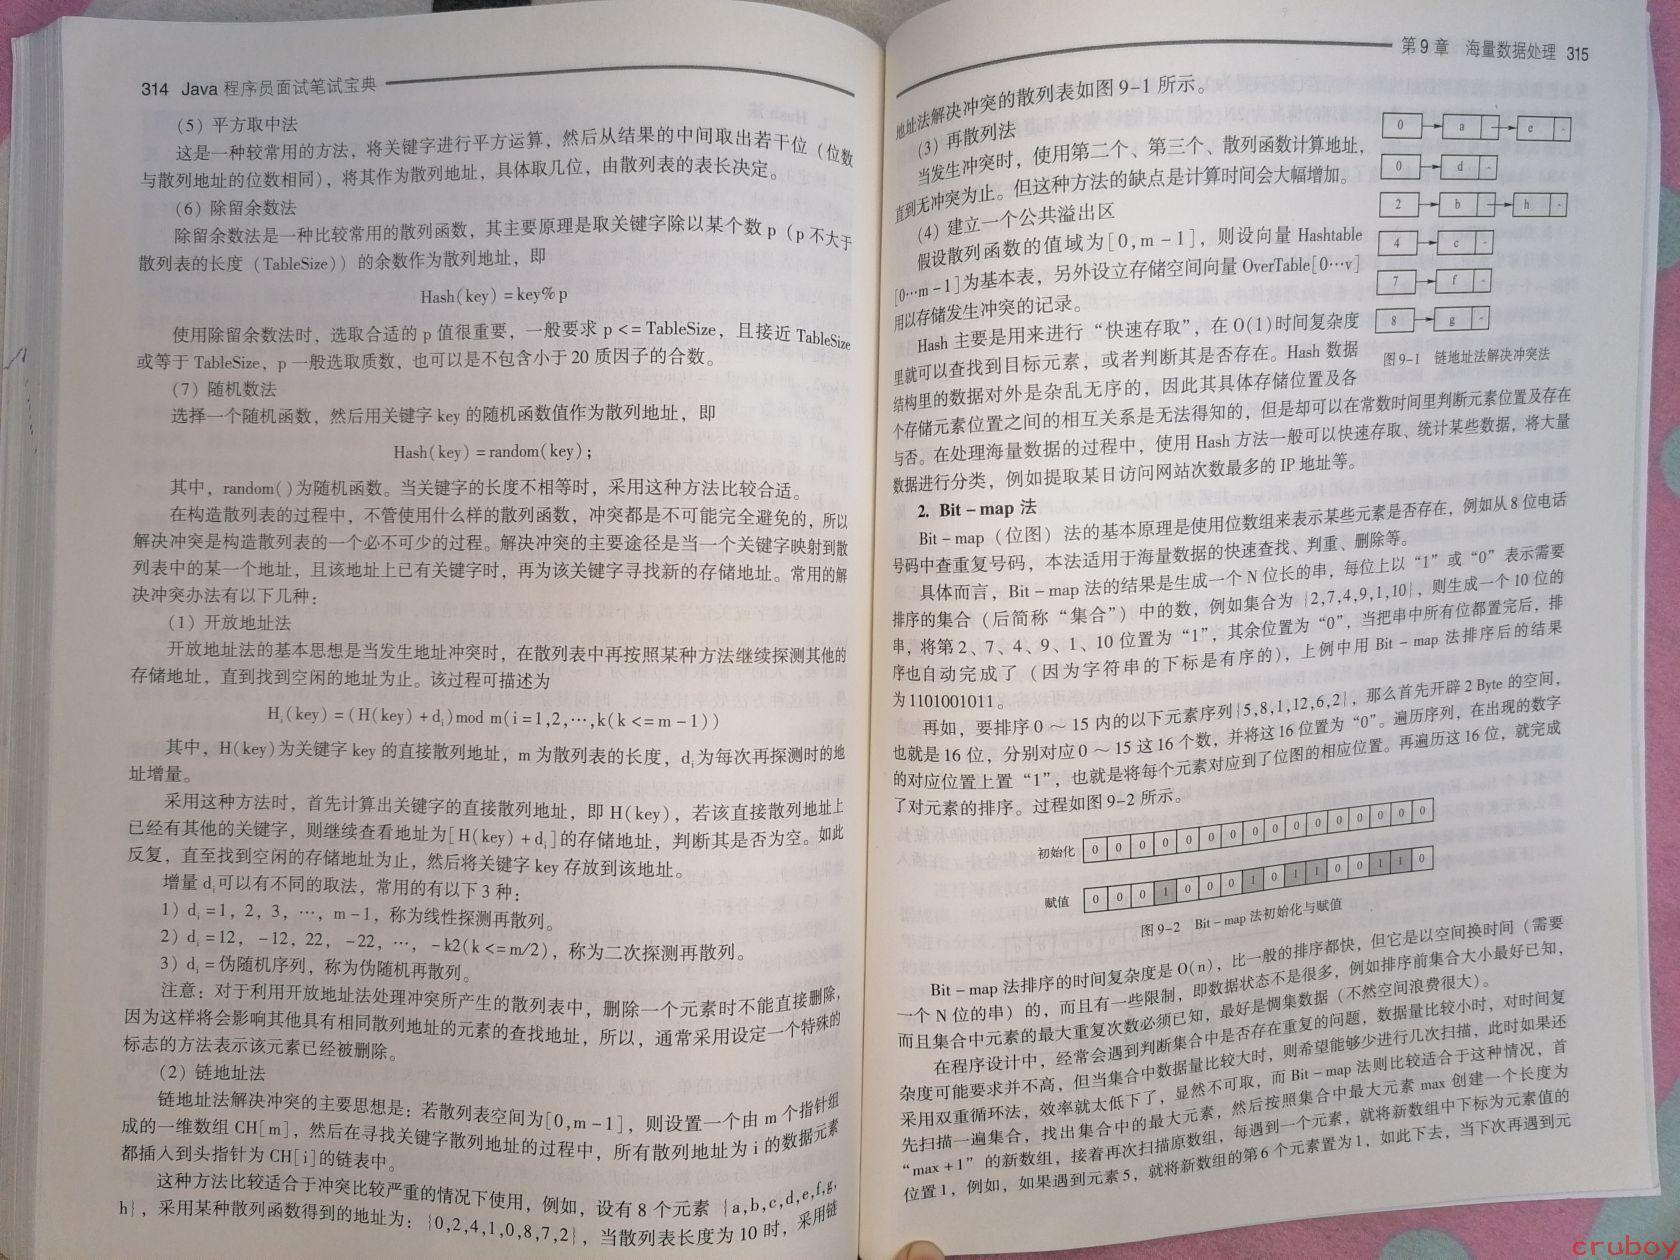 314 Java 程序员面试笔试宝典
(5) 平方取中法
这是一种较常用的方法，将关键字进行平方运算，然后从结果的中间取出若干位（位数
与散列地址的位数相同），将其作为散列地址，具体取几位，由散列表的表长决定。
(6) 除留余数法
除留余数法是一种比较常用的散列函数，其主要原理是取关键字除以某个数 p（p 不大于
散列表的长度（TableSize））的余数作为散列地址，即
Hash(key) = key% p
使用除留余数法时，选取合适的 p 值很重要，一般要求 p <= TableSize，且接近 TableSize
或等于 TableSize，p 一般选取质数，也可以是不包含小于 20 质因子的合数。
(7) 随机数法
选择一个随机函数，然后用关键字 key 的随机函数值作为散列地址，即
Hash(key) = random(key);
其中，random()为随机函数。当关键字的长度不相等时，采用这种方法比较合适。
在构造散列表的过程中，不管使用什么样的散列函数，冲突都是不可能完全避免的，所以
解决冲突是构造散列表的一个必不可少的过程。解决冲突的主要途径是当一个关键字映射到散
列表中的某一个地址，且该地址上已有关键字时，再为该关键字寻找新的存储地址。常用的解
决冲突办法有以下几种：
(1) 开放地址法
开放地址法的基本思想是当发生地址冲突时，在散列表中再按照某种方法继续探测其他的
存储地址，直到找到空闲的地址为止。该过程可描述为
Hi(key) = (H(key) + di) mod m(i = 1,2,…,k(k <= m - 1))
其中，H(key)为关键字 key 的直接散列地址，m 为散列表的长度，di为每次再探测时的地
址增量。
采用这种方法时，首先计算出关键字的直接散列地址，即 H(key)，若该直接散列地址上
已经有其他的关键字，则继续查看地址为[H(key) + di]的存储地址，判断其是否为空。如此
反复，直至找到空闲的存储地址为止，然后将关键字 key 存放到该地址。
增量 di可以有不同的取法，常用的有以下 3 种：
1) di = 1，2，3，…，m - 1，称为线性探测再散列。
2) di = 12，-12，22，-22，…，-k2(k <= m/2)，称为二次探测再散列。
3) di = 伪随机序列，称为伪随机再散列。
注意：对于利用开放地址法处理冲突所产生的散列表中，删除一个元素时不能直接删除，
因为这样将会影响其他具有相同散列地址的元素的查找地址，所以，通常采用设定一个特殊的
标志的方法表示该元素已经被删除。
(2) 链地址法
链地址法解决冲突的主要思想是：若散列表空间为[0,m - 1]，则设置一个由 m 个指针组
成的一维数组 CH[m]，然后在寻找关键字散列地址的过程中，所有散列地址为 i 的数据元素
都插入到头指针为 CH[i]的链表中。
这种方法比较适合于冲突比较严重的情况下使用，例如，设有 8 个元素 {a,b,c,d,e,f,g,
h}，采用某种散列函数得到的地址为：{0,2,4,1,0,8,7,2}，当散列表长度为 10 时，采用链
第 9 章 海量数据处理 315
地址法解决冲突的散列表如图 9-1 所示。
(3) 再散列法
当发生冲突时，使用第二个、第三个、散列函数计算地址，
直到无冲突为止。但这种方法的缺点是计算时间会大幅增加。
(4) 建立一个公共溢出区
假设散列函数的值域为[0,m - 1]，则设向量 Hashtable
[0…m - 1]为基本表，另外设立存储空间向量 OverTable[0…v]
用以存储发生冲突的记录。
Hash 主要是用来进行“快速存取”，在 O(1)时间复杂度
里就可以查找到目标元素，或者判断其是否存在。Hash 数据
结构里的数据对外是杂乱无序的，因此其具体存储位置及各
0 a e -
0 d -
2 b h -
4 c -
7 f -
8 g -
图 9-1 链地址法解决冲突法
个存储元素位置之间的相互关系是无法得知的，但是却可以在常数时间里判断元素位置及存在
与否。在处理海量数据的过程中，使用 Hash 方法一般可以快速存取、统计某些数据，将大量
数据进行分类，例如提取某日访问网站次数最多的 IP 地址等。
2. Bit - map 法
Bit - map（位图）法的基本原理是使用位数组来表示某些元素是否存在，例如从 8 位电话
号码中查重复号码，本法适用于海量数据的快速查找、判重、删除等。
具体而言，Bit - map 法的结果是生成一个 N 位长的串，每位上以“1”或“0”表示需要
排序的集合（后简称“集合”）中的数，例如集合为 {2,7,4,9,1,10}，则生成一个 10 位的
串，将第 2、7、4、9、1、10 位置为“1”，其余位置为“0”，当把串中所有位都置完后，排
序也自动完成了（因为字符串的下标是有序的），上例中用 Bit - map 法排序后的结果
为1101001011。
再如，要排序 0 ～ 15 内的以下元素序列{5,8,1,12,6,2}，那么首先开辟 2 Byte 的空间，
也就是 16 位，分别对应 0 ～ 15 这 16 个数，并将这 16 位置为“0”。遍历序列，在出现的数字
的对应位置上置“1”，也就是将每个元素对应到了位图的相应位置。再遍历这 16 位，就完成
了对元素的排序。过程如图 9-2 所示。
初始化 0 0 0 0 0 0 0 0 0 0 0 0 0 0 0 0
赋值 0 0 0 1 0 0 0 1 0 1 1 0 0 1 1 0
图 9-2 Bit - map 法初始化与赋值
Bit - map 法排序的时间复杂度是 O(n)，比一般的排序都快，但它是以空间换时间（需要
一个 N 位的串）的，而且有一些限制，即数据状态不是很多，例如排序前集合大小最好已知，
而且集合中元素的最大重复次数必须已知，最好是惆集数据（不然空间浪费很大）。
在程序设计中，经常会遇到判断集合中是否存在重复的问题，数据量比较小时，对时间复
杂度可能要求并不高，但当集合中数据量比较大时，则希望能够少进行几次扫描，此时如果还
采用双重循环法，效率就太低下了，显然不可取，而 Bit - map 法则比较适合于这种情况，首
先扫描一遍集合，找出集合中的最大元素，然后按照集合中最大元素 max 创建一个长度为
“max + 1”的新数组，接着再次扫描原数组，每遇到一个元素，就将新数组中下标为元素值的
位置 1，例如，如果遇到元素 5，就将新数组的第 6 个元素置为 1，如此下去，当下次再遇到元
cruboy